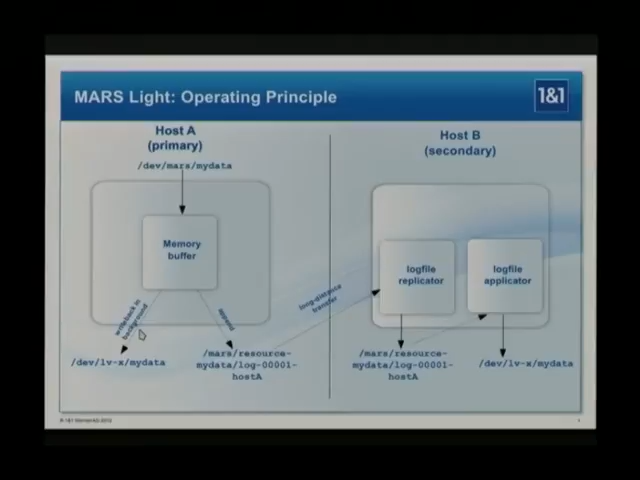 MARS Light: Operating Principle
1&1
Host A
(primary)
/dev/mars/mydata
Memory
buffer
writeback in
background
append
/dev/lv-x/mydata
/mars/resource-
mydata/log-00001-
hostA
long-distance
transfer
Host B
(secondary)
logfile
replicator
logfile
applicator
/mars/resource-
mydata/log-00001-
hostA
/dev/lv-x/mydata